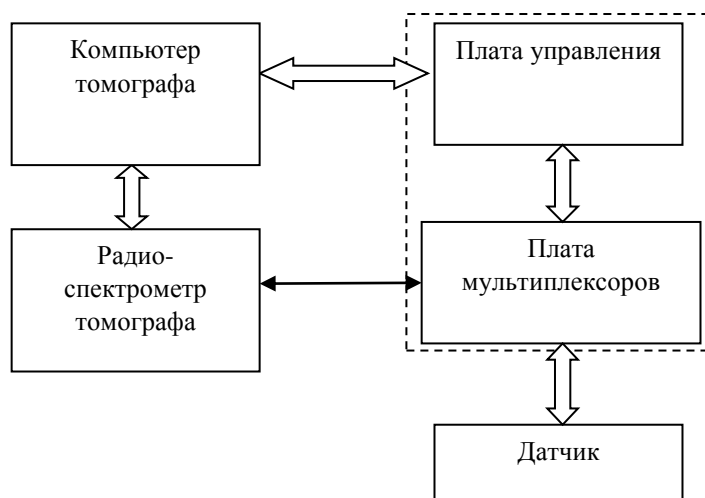 Компьютер
томографа
Плата управления
Радио-
спектрометр
томографа
Плата
мультиплексоров
Датчик